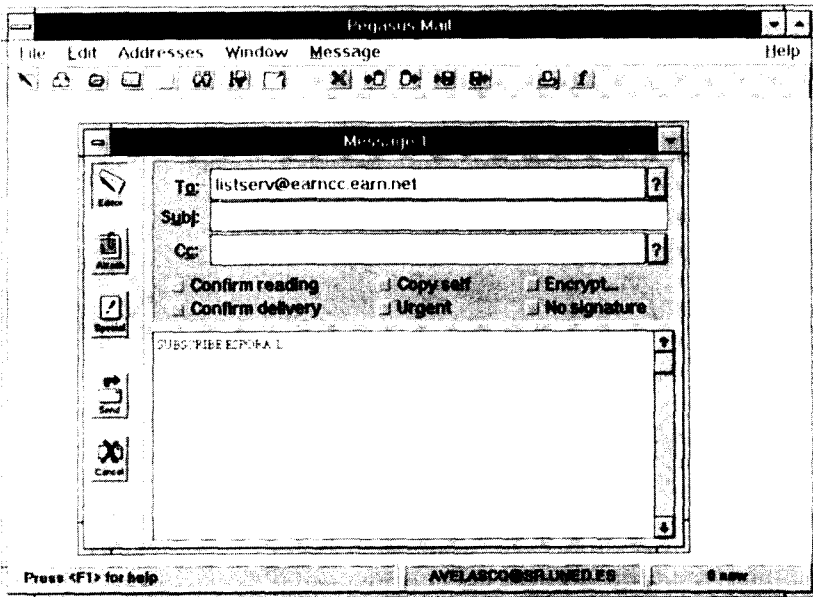 Pegasus Mail
File Edit Addresses Window Message Help
Message 1
To: listserv@earncc.earn.net ?
Subj:
Cc: ?
Confirm reading Copy self Encrypt...
Confirm delivery Urgent No signature
Editor
Attach
Special
Send
Cancel
SUBSCRIBE ESPORA-L
Press <F1> for help AVELASCO@SR.UNED.ES new